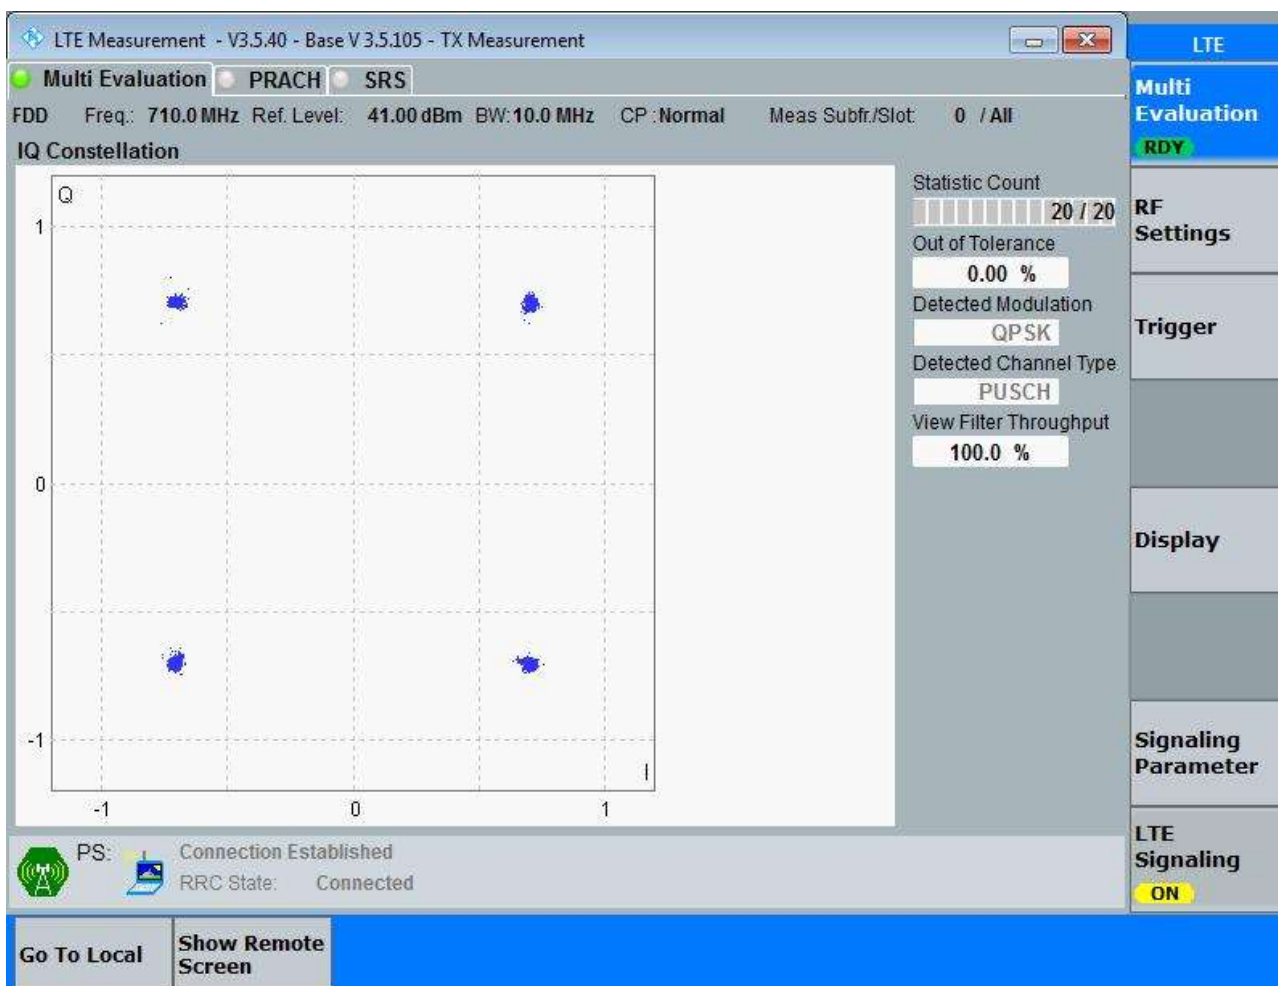 LTE Measurement - V3.5.40 - Base V 3.5.105 - TX Measurement
LTE
Multi Evaluation PRACH SRS
FDD Freq.: 710.0 MHz Ref. Level: 41.00 dBm BW: 10.0 MHz CP : Normal Meas Subfr./Slot: 0 / All
IQ Constellation
Q
1
0
-1
I
-1 0 1
Statistic Count
20 / 20
Out of Tolerance
0.00 %
Detected Modulation
QPSK
Detected Channel Type
PUSCH
View Filter Throughput
100.0 %
Multi
Evaluation
RDY
RF
Settings
Trigger
Display
Signaling
Parameter
LTE
Signaling
ON
PS: Connection Established
RRC State: Connected
Go To Local
Show Remote
Screen